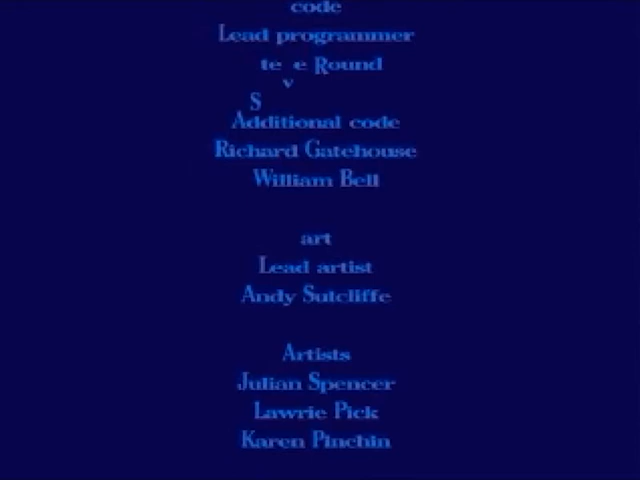 code
Lead programmer
te e Round
v
S
Additional code
Richard Gatehouse
William Bell
art
Lead artist
Andy Sutcliffe
Artists
Julian Spencer
Lawrie Pick
Karen Pinchin